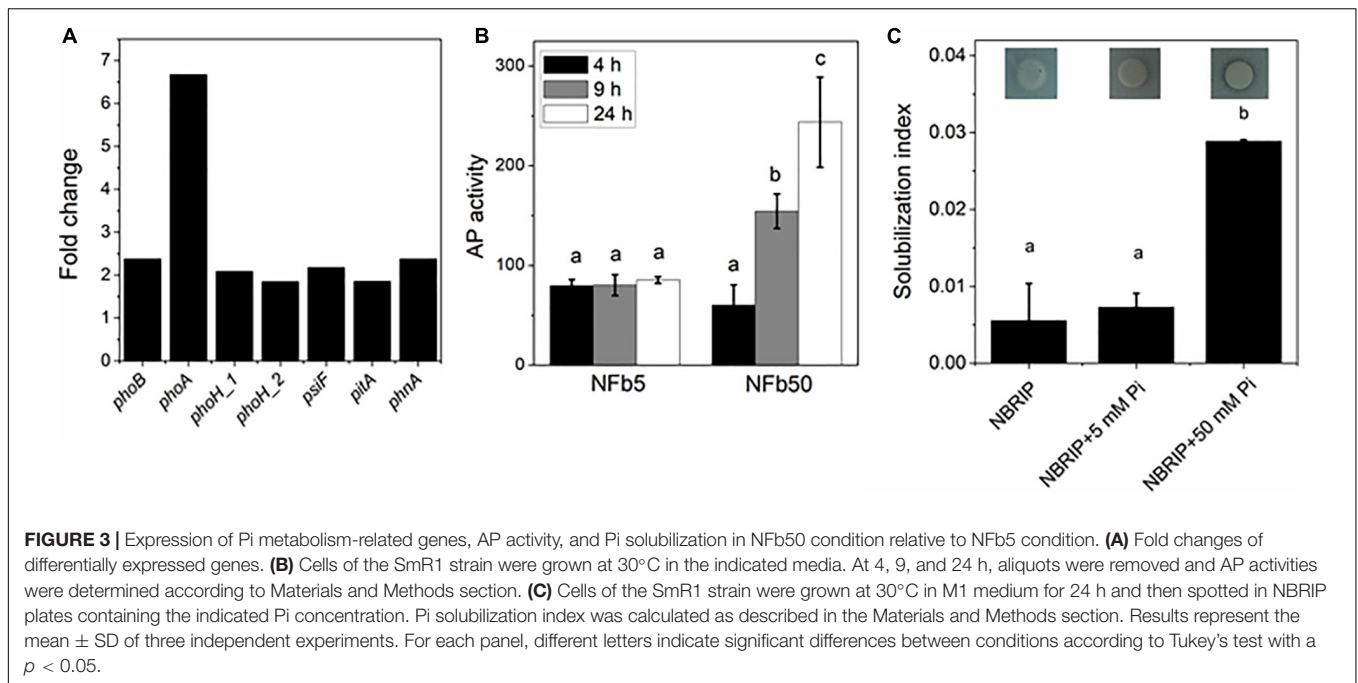 A
Fold change
7
6
5
4
3
2
1
0
phoB
phoA
phoH_1
phoH_2
psiF
pitA
phnA
B
AP activity
300
200
100
0
4 h
9 h
24 h
a
a
a
a
b
c
NFb5
NFb50
C
Solubilization index
0.04
0.03
0.02
0.01
0.00
a
a
b
NBRIP
NBRIP+5 mM Pi
NBRIP+50 mM Pi
FIGURE 3 | Expression of Pi metabolism-related genes, AP activity, and Pi solubilization in NFb50 condition relative to NFb5 condition. (A) Fold changes of
differentially expressed genes. (B) Cells of the SmR1 strain were grown at 30°C in the indicated media. At 4, 9, and 24 h, aliquots were removed and AP activities
were determined according to Materials and Methods section. (C) Cells of the SmR1 strain were grown at 30°C in M1 medium for 24 h and then spotted in NBRIP
plates containing the indicated Pi concentration. Pi solubilization index was calculated as described in the Materials and Methods section. Results represent the
mean ± SD of three independent experiments. For each panel, different letters indicate significant differences between conditions according to Tukey's test with a
p < 0.05.